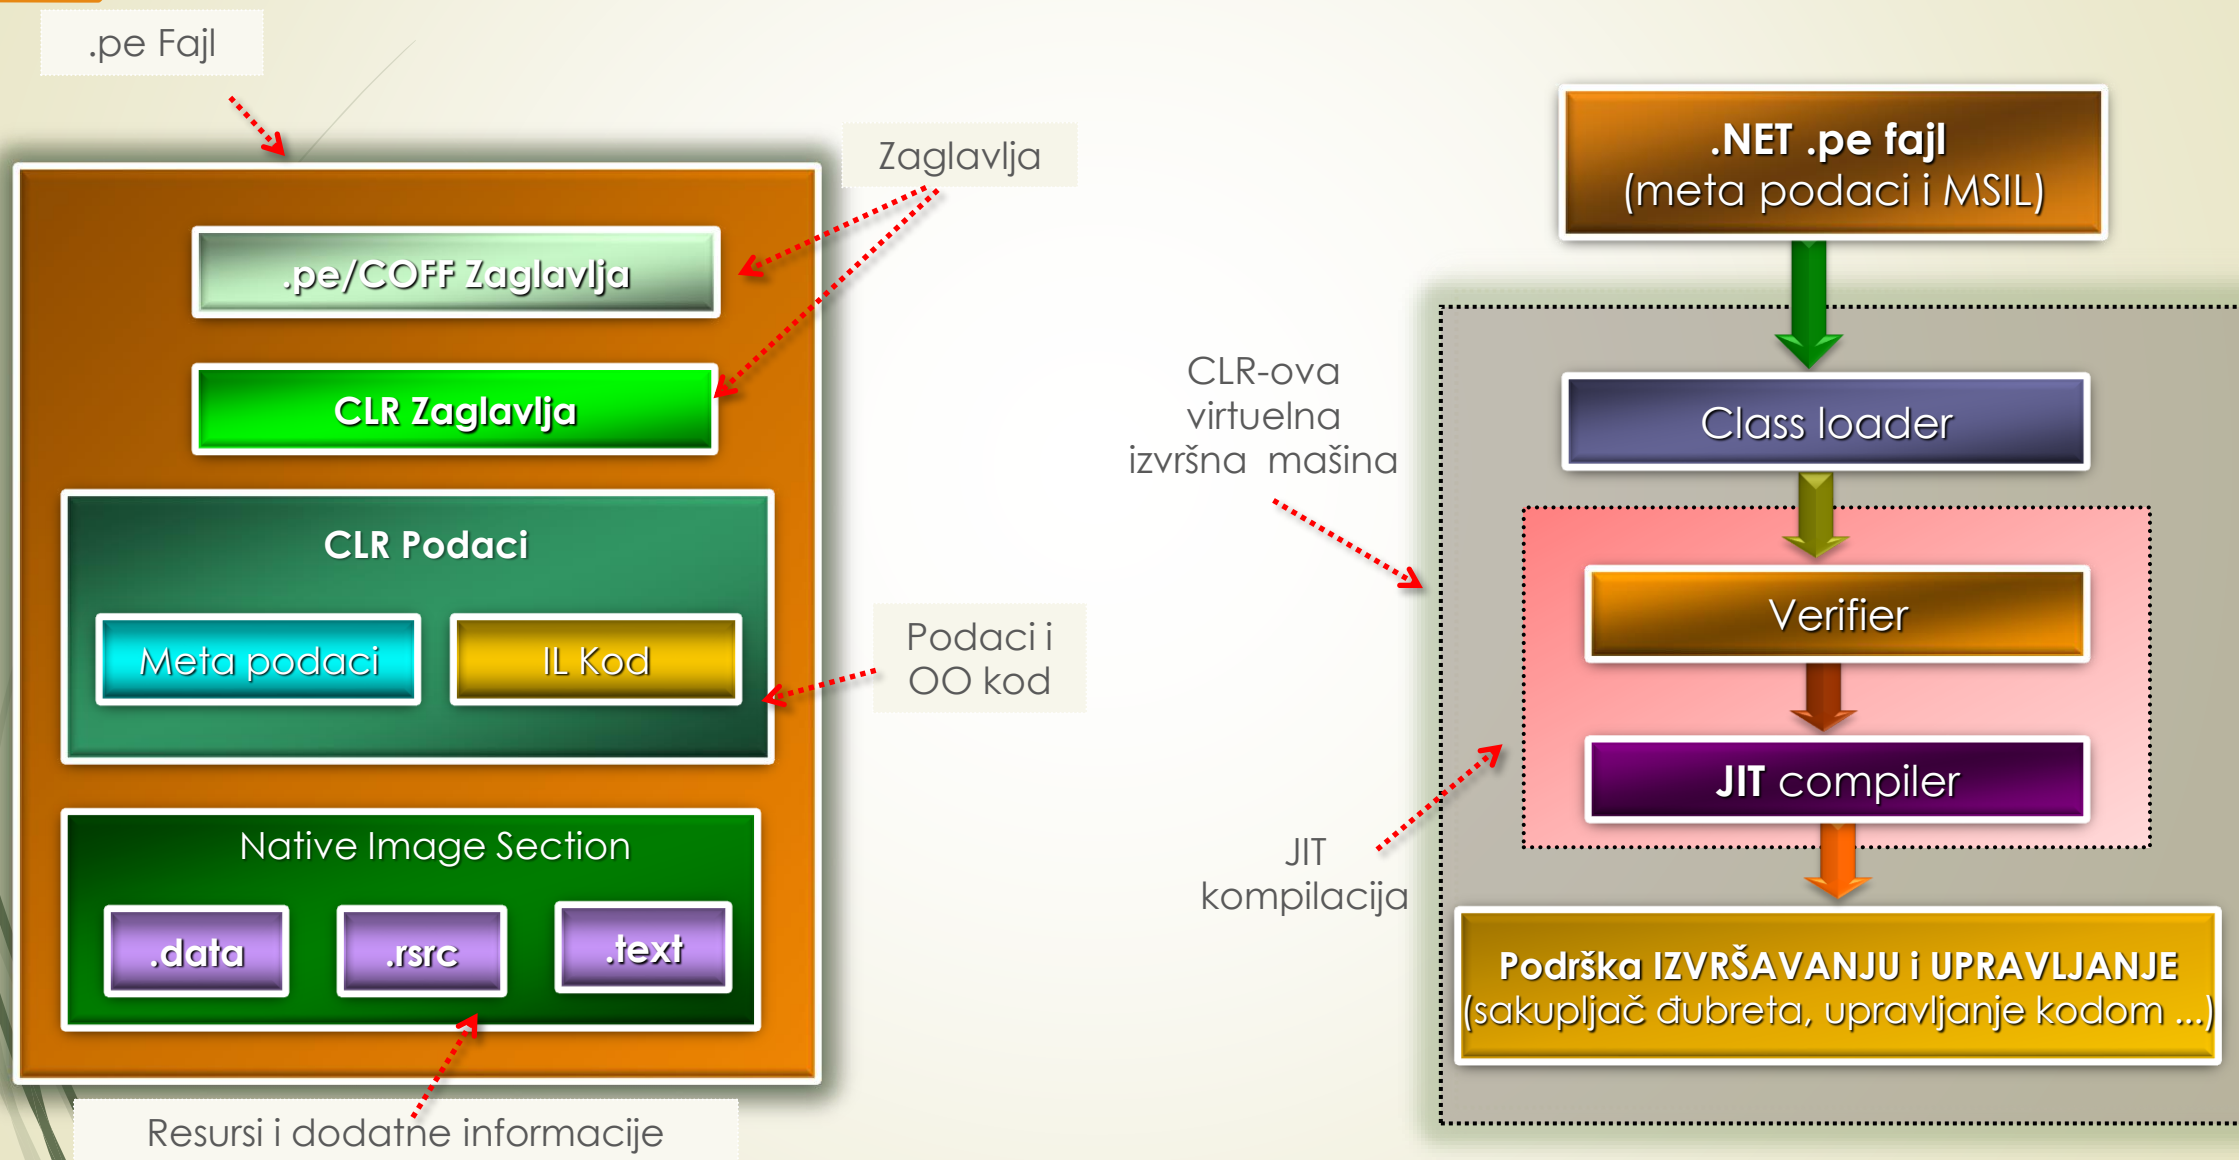 .pe Fajl
Zaglavlja
.pe/COFF Zaglavlja
CLR Zaglavlja
CLR Podaci
Meta podaci
IL Kod
Podaci i
OO kod
Native Image Section
.data
.rsrc
.text
Resursi i dodatne informacije
.NET .pe fajl
(meta podaci i MSIL)
CLR-ova
virtuelna
izvršna mašina
Class loader
Verifier
JIT compiler
JIT
kompilacija
Podrška IZVRŠAVANJU i UPRAVLJANJE
(sakupljač đubreta, upravljanje kodom ...)